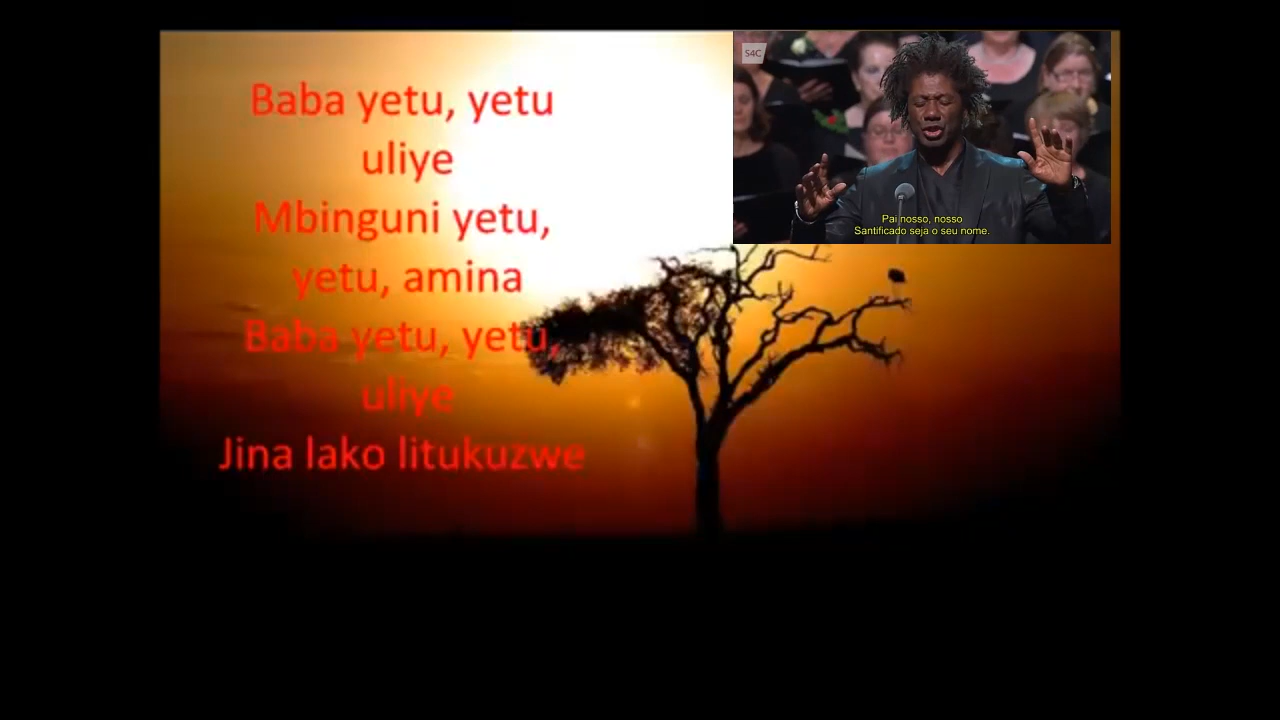 Baba yetu, yetu
uliye
Mbinguni yetu,
yetu, amina
Baba yetu, yetu,
uliye
Jina lako litukuzwe
S4C
Pai nosso, nosso
Santificado seja o seu nome.